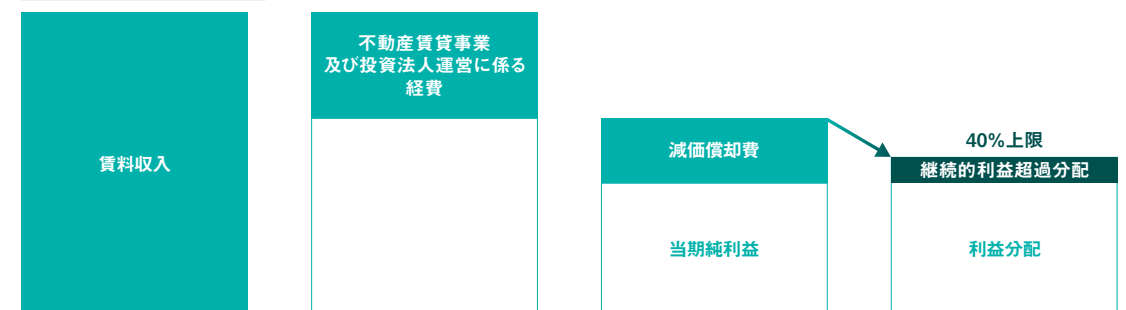 賃料収入
不動産賃貸事業
及び投資法人運営に係る
経費
減価償却費
当期純利益
40%上限
継続的利益超過分配
利益分配